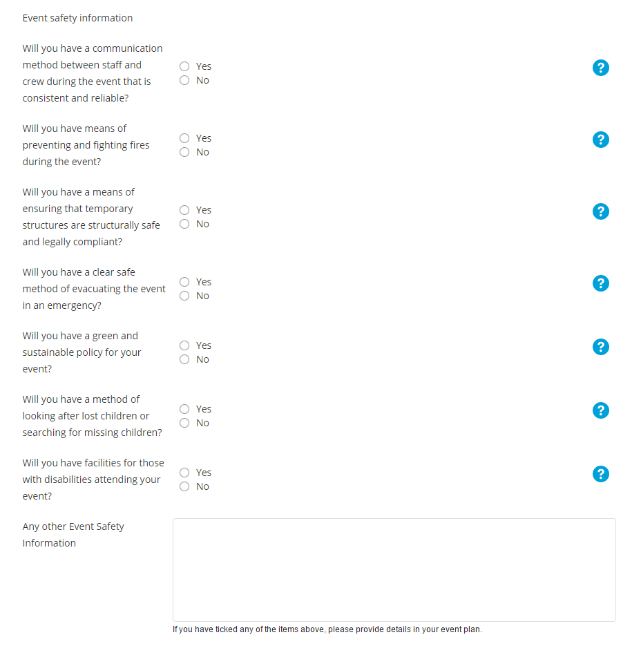 Event safety information
Will you have a communication
method between staff and
crew during the event that is
consistent and reliable?
Yes
No
?
Will you have means of
preventing and fighting fires
during the event?
Yes
No
?
Will you have a means of
ensuring that temporary
structures are structurally safe
and legally compliant?
Yes
No
?
Will you have a clear safe
method of evacuating the event
in an emergency?
Yes
No
?
Will you have a green and
sustainable policy for your
event?
Yes
No
?
Will you have a method of
looking after lost children or
searching for missing children?
Yes
No
?
Will you have facilities for those
with disabilities attending your
event?
Yes
No
?
Any other Event Safety
Information
If you have ticked any of the items above, please provide details in your event plan.